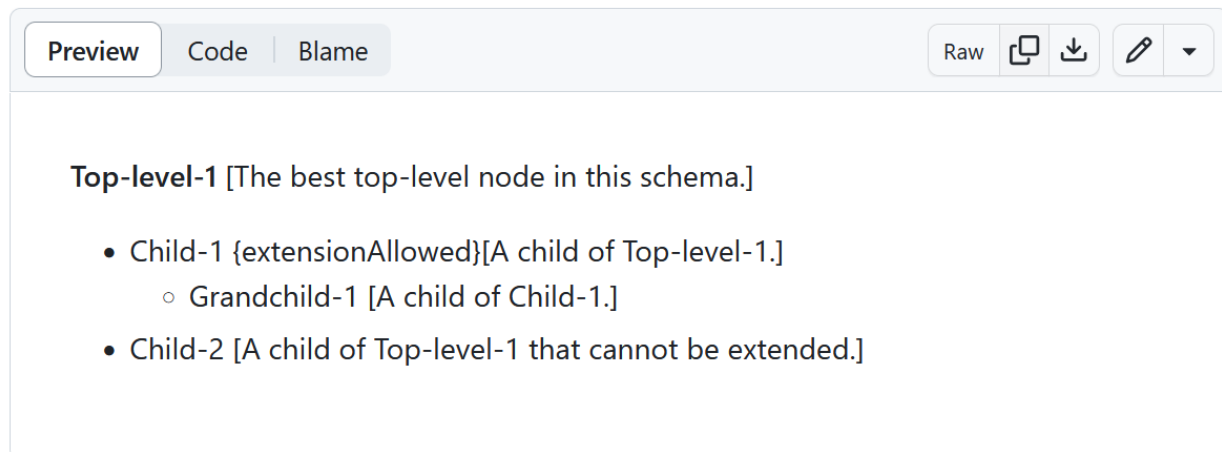 Preview Code Blame Raw
Top-level-1 [The best top-level node in this schema.]
• Child-1 {extensionAllowed}[A child of Top-level-1.]
◦ Grandchild-1 [A child of Child-1.]
• Child-2 [A child of Top-level-1 that cannot be extended.]